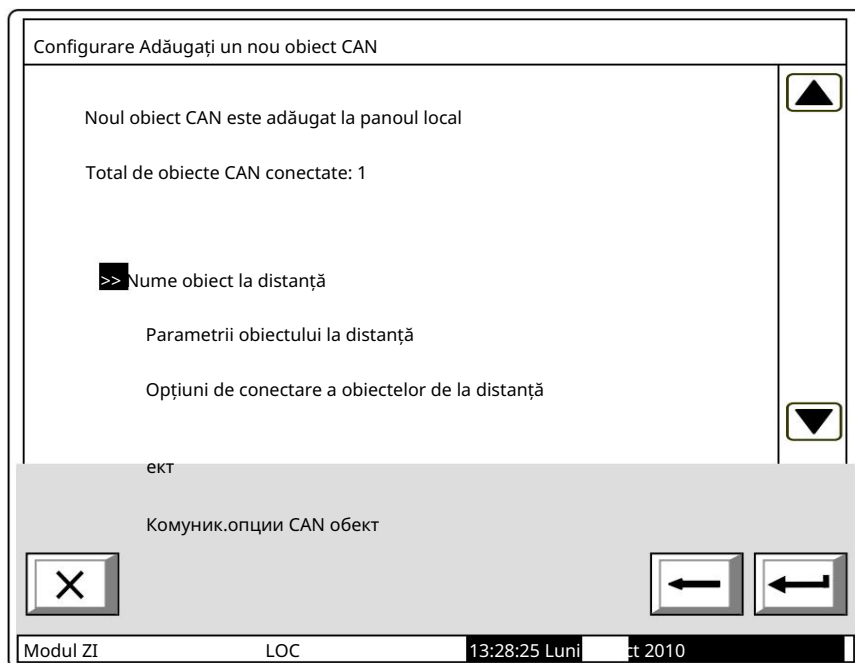 Configurare Adăugați un nou obiect CAN
Noul obiect CAN este adăugat la panoul local
Total de obiecte CAN conectate: 1
>> Nume obiect la distanță
Parametrii obiectului la distanță
Opțiuni de conectare a obiectelor de la distanță
ект
Комуник.опции CAN обект
Modul ZI LOC 13:28:25 Luni ct 2010